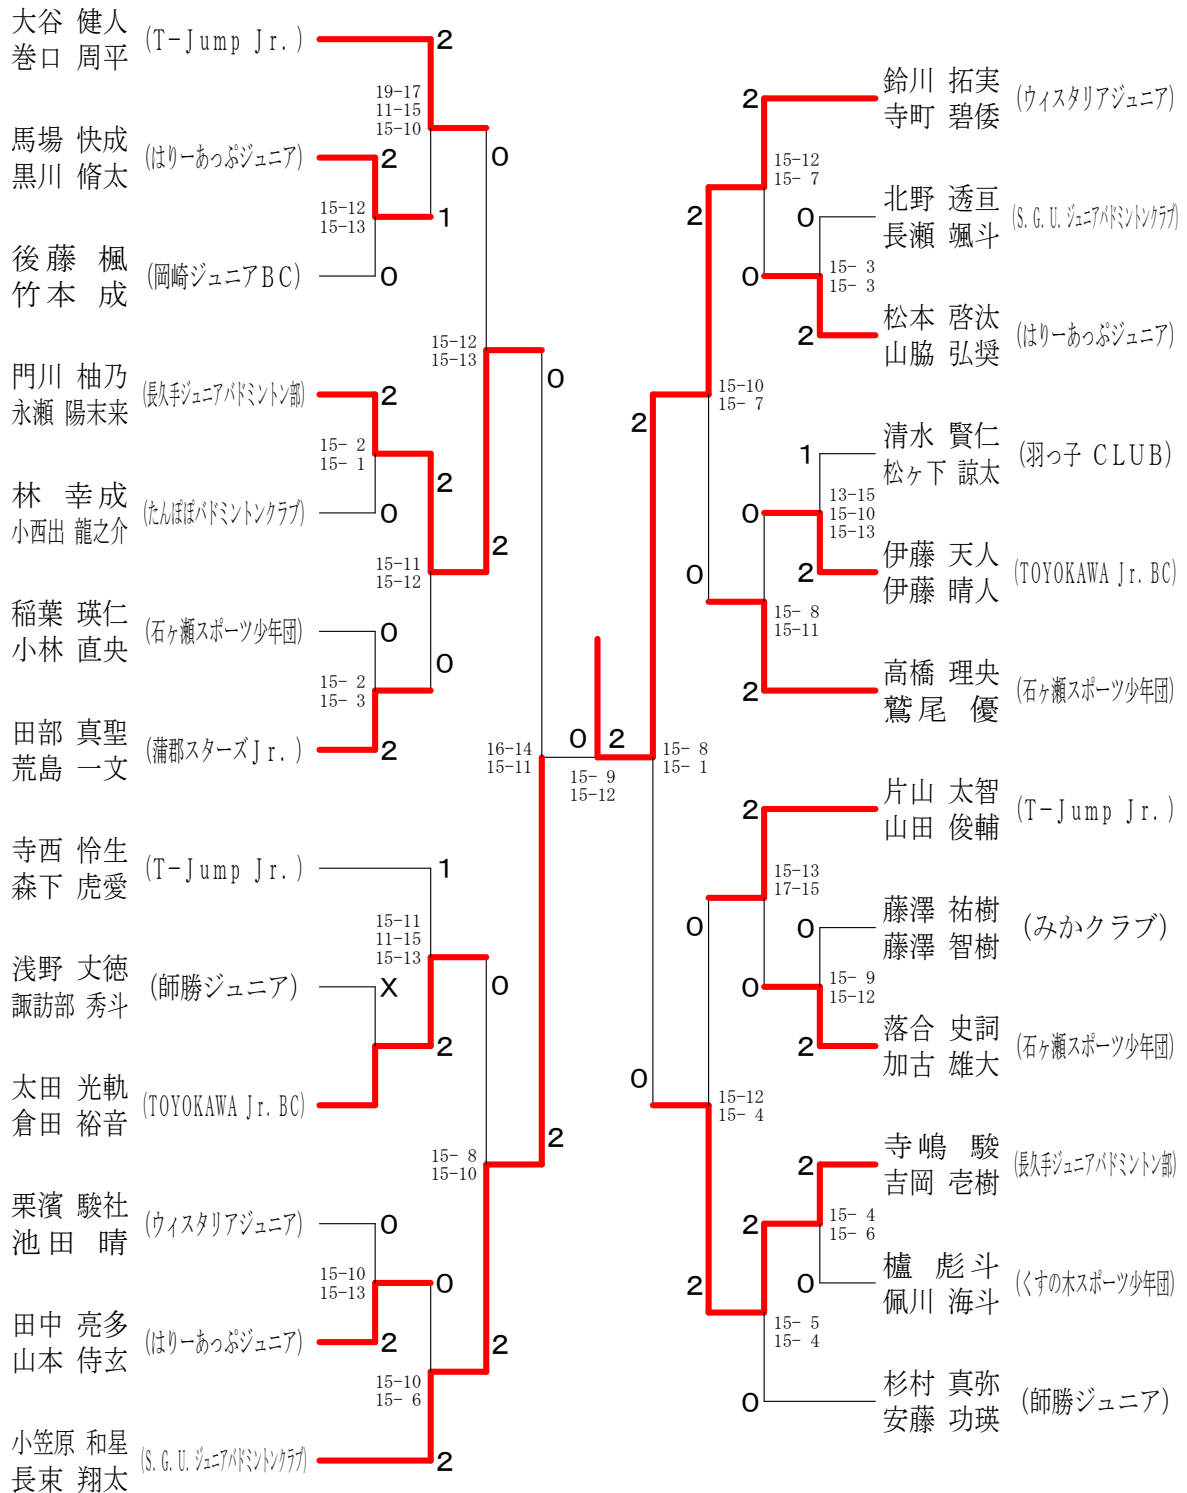 大谷 健人
巻口 周平
(T-Jump Jr.)
2
19-17
11-15
15-10
0
馬場 快成
黒川 脩太
(はりーあっぷジュニア)
2
15-12
15-13
1
後藤 楓
竹本 成
(岡崎ジュニアBC)
0
15-12
15-13
0
門川 柚乃
永瀬 陽末来
(長久手ジュニアバドミントン部)
2
15- 2
15- 1
2
林 幸成
小西出 龍之介
(たんぽぽバドミントンクラブ)
0
2
15-11
15-12
稲葉 瑛仁
小林 直央
(石ヶ瀬スポーツ少年団)
0
0
15- 2
15- 3
田部 真聖
荒島 一文
(蒲郡スターズJr.)
2
16-14
15-11
0
2
15- 9
15-12
寺西 怜生
森下 虎愛
(T-Jump Jr.)
1
15-11
11-15
15-13
0
浅野 丈徳
諏訪部 秀斗
(師勝ジュニア)
X
2
太田 光軌
倉田 裕音
(TOYOKAWA Jr.BC)
2
15- 8
15-10
栗濱 駿社
池田 晴
(ウィスタリアジュニア)
0
15-10
15-13
0
田中 亮多
山本 侍玄
(はりーあっぷジュニア)
2
2
15-10
15- 6
小笠原 和星
長束 翔太
(S.G.U.ジュニアバドミントンクラブ)
2
2
鈴川 拓実
寺町 碧倭
(ウィスタリアジュニア)
15-12
15- 7
2
0
北野 透亘
長瀬 颯斗
(S.G.U.ジュニアバドミントンクラブ)
0
15- 3
15- 3
2
松本 啓汰
山脇 弘奨
(はりーあっぷジュニア)
2
15-10
15- 7
1
清水 賢仁
松ヶ下 諒太
(羽っ子 CLUB)
0
13-15
15-10
15-13
2
伊藤 天人
伊藤 晴人
(TOYOKAWA Jr.BC)
0
15- 8
15-11
2
高橋 理央
鷲尾 優
(石ヶ瀬スポーツ少年団)
15- 8
15- 1
2
片山 太智
山田 俊輔
(T-Jump Jr.)
15-13
17-15
0
0
藤澤 祐樹
藤澤 智樹
(みかクラブ)
0
15- 9
15-12
2
落合 史詞
加古 雄大
(石ヶ瀬スポーツ少年団)
0
15-12
15- 4
2
寺嶋 駿
吉岡 壱樹
(長久手ジュニアバドミントン部)
2
15- 4
15- 6
2
0
櫨 彪斗
佩川 海斗
(くすの木スポーツ少年団)
15- 5
15- 4
0
杉村 真弥
安藤 功瑛
(師勝ジュニア)